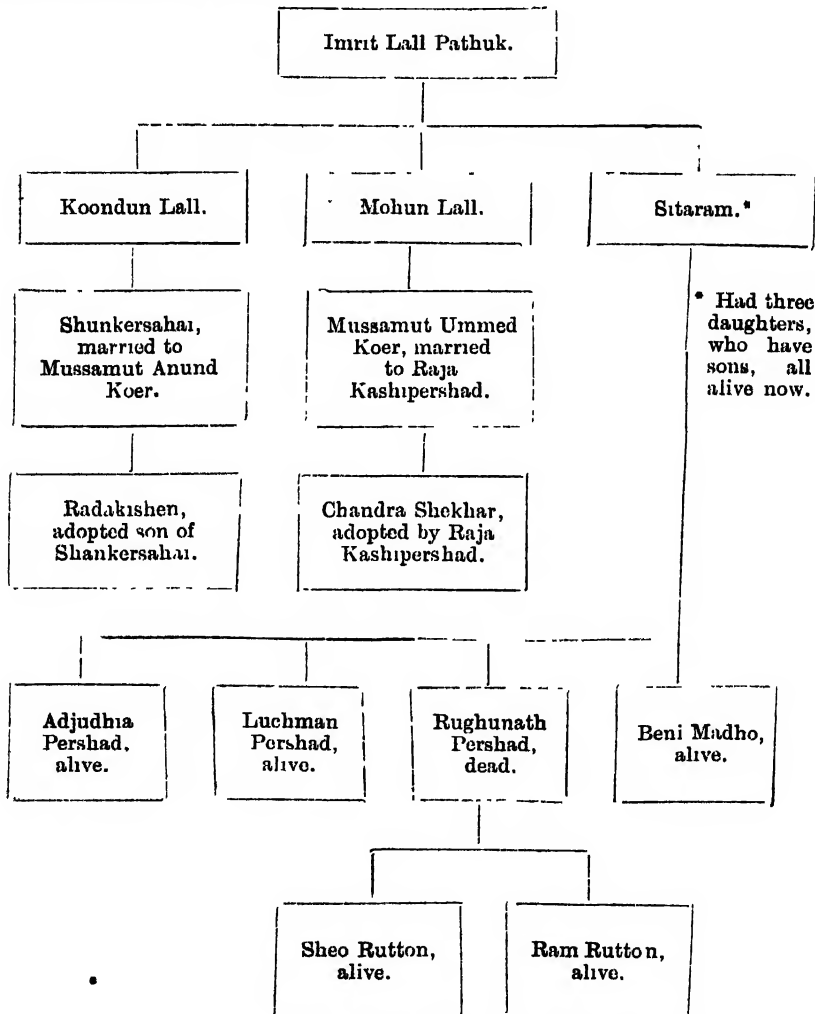 Imrit Lall Pathuk.
Koondun Lall.
Mohun Lall.
Sitaram.*
Shunkersahai,
married to
Mussamut Anund
Koer.
Mussamut Ummed
Koer, married
to Raja
Kashipershad.
* Had three
daughters,
who have
sons, all
alive now.
Radakishen,
adopted son of
Shankersahai.
Chandra Shekhar,
adopted by Raja
Kashipershad.
Adjudhia
Pershad,
alive.
Luchman
Pershad,
alive.
Rughunath
Pershad,
dead.
Beni Madho,
alive.
Sheo Rutton,
alive.
Ram Rutton,
alive.